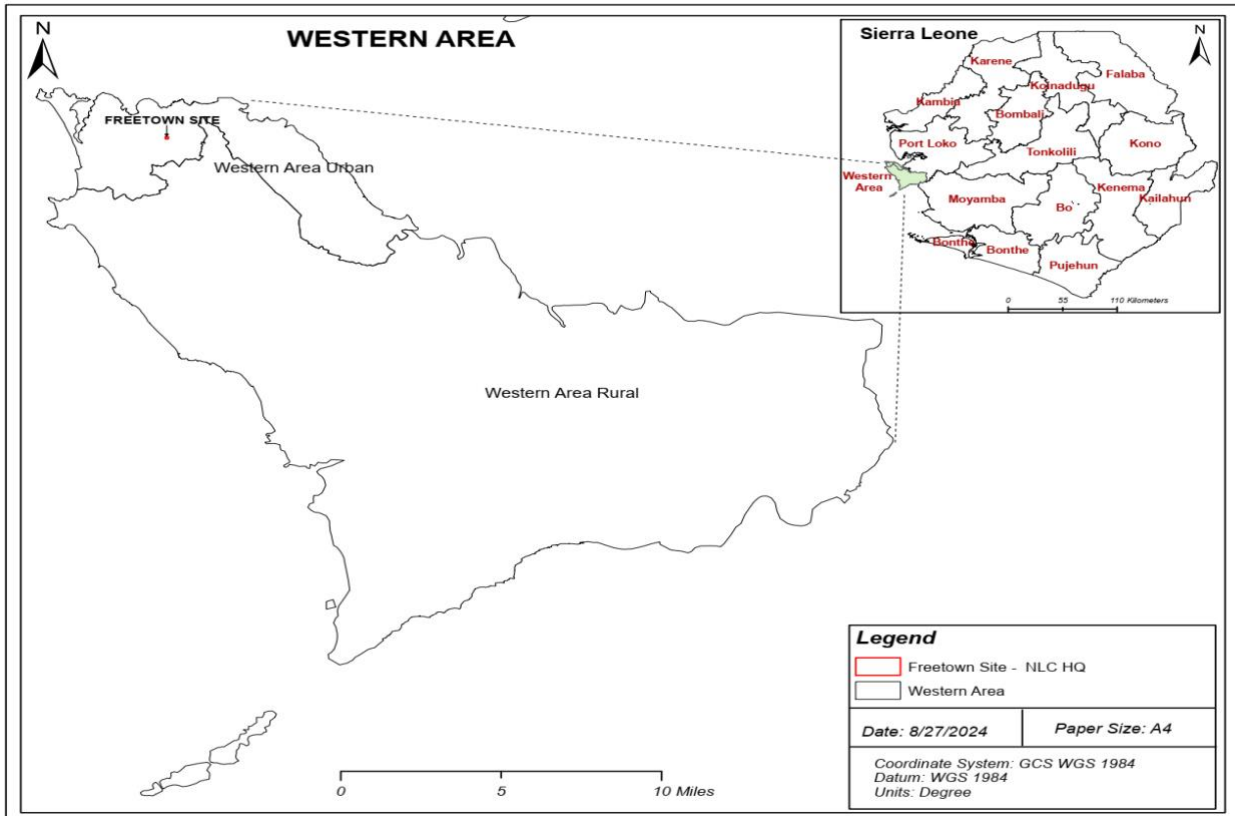 N
WESTERN AREA
FREETOWN SITE
Western Area Urban
Western Area Rural
0 5 10 Miles
Sierra Leone
N
Karene
Falaba
Koinadugu
Kambia
Bombali
Port Loko
Kono
Tonkolili
Western
Area
Kenema
Moyamba
Kailahun
Bo
Bonthe
Bonthe
Pujehun
0 55 110 Kilometers
Legend
Freetown Site - NLC HQ
Western Area
Date: 8/27/2024 Paper Size: A4
Coordinate System: GCS WGS 1984
Datum: WGS 1984
Units: Degree